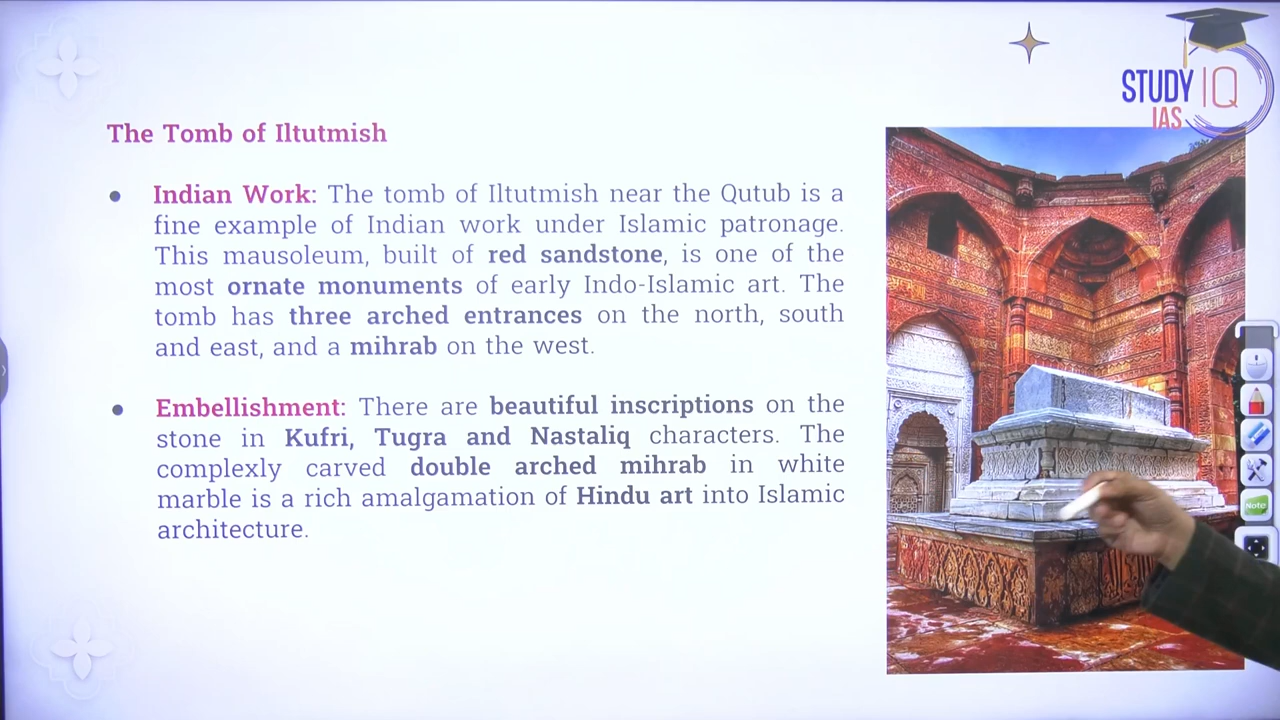 STUDY IQ
IAS
The Tomb of Iltutmish
Indian Work: The tomb of Iltutmish near the Qutub is a
fine example of Indian work under Islamic patronage.
This mausoleum, built of red sandstone, is one of the
most ornate monuments of early Indo-Islamic art. The
tomb has three arched entrances on the north, south
and east, and a mihrab on the west.
Embellishment: There are beautiful inscriptions on the
stone in Kufri, Tugra and Nastaliq characters. The
complexly carved double arched mihrab in white
marble is a rich amalgamation of Hindu art into Islamic
architecture.
Note